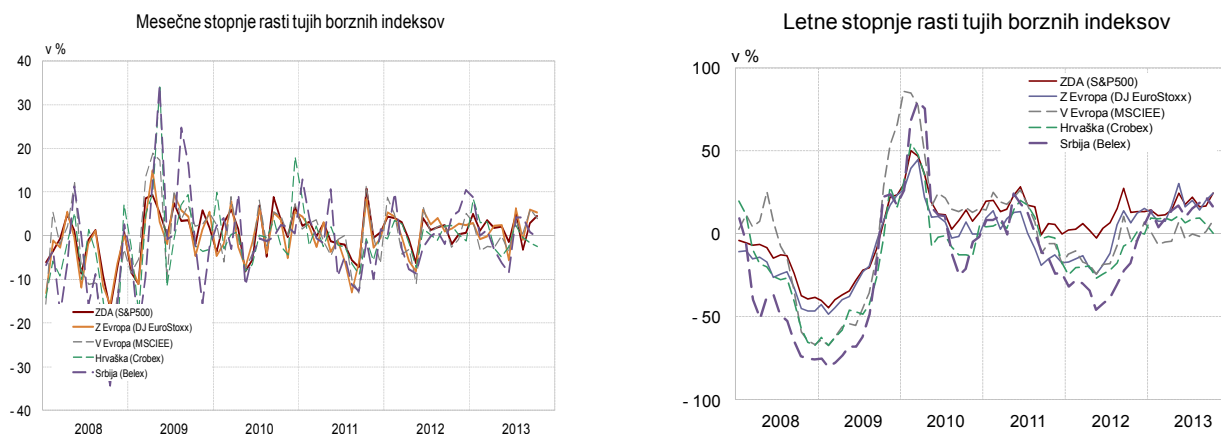 Mesečne stopnje rasti tujih borznih indeksov
v %
40
30
20
10
0
- 10
- 20
- 30
- 40
ZDA (S&P500)
Z Evropa (DJ EuroStoxx)
V Evropa (MSCIEE)
Hrvaška (Crobex)
Srbija (Belex)
2008 2009 2010 2011 2012 2013
Letne stopnje rasti tujih borznih indeksov
v %
100
50
0
- 50
- 100
ZDA (S&P500)
Z Evropa (DJ EuroStoxx)
V Evropa (MSCIEE)
Hrvaška (Crobex)
Srbija (Belex)
2008 2009 2010 2011 2012 2013